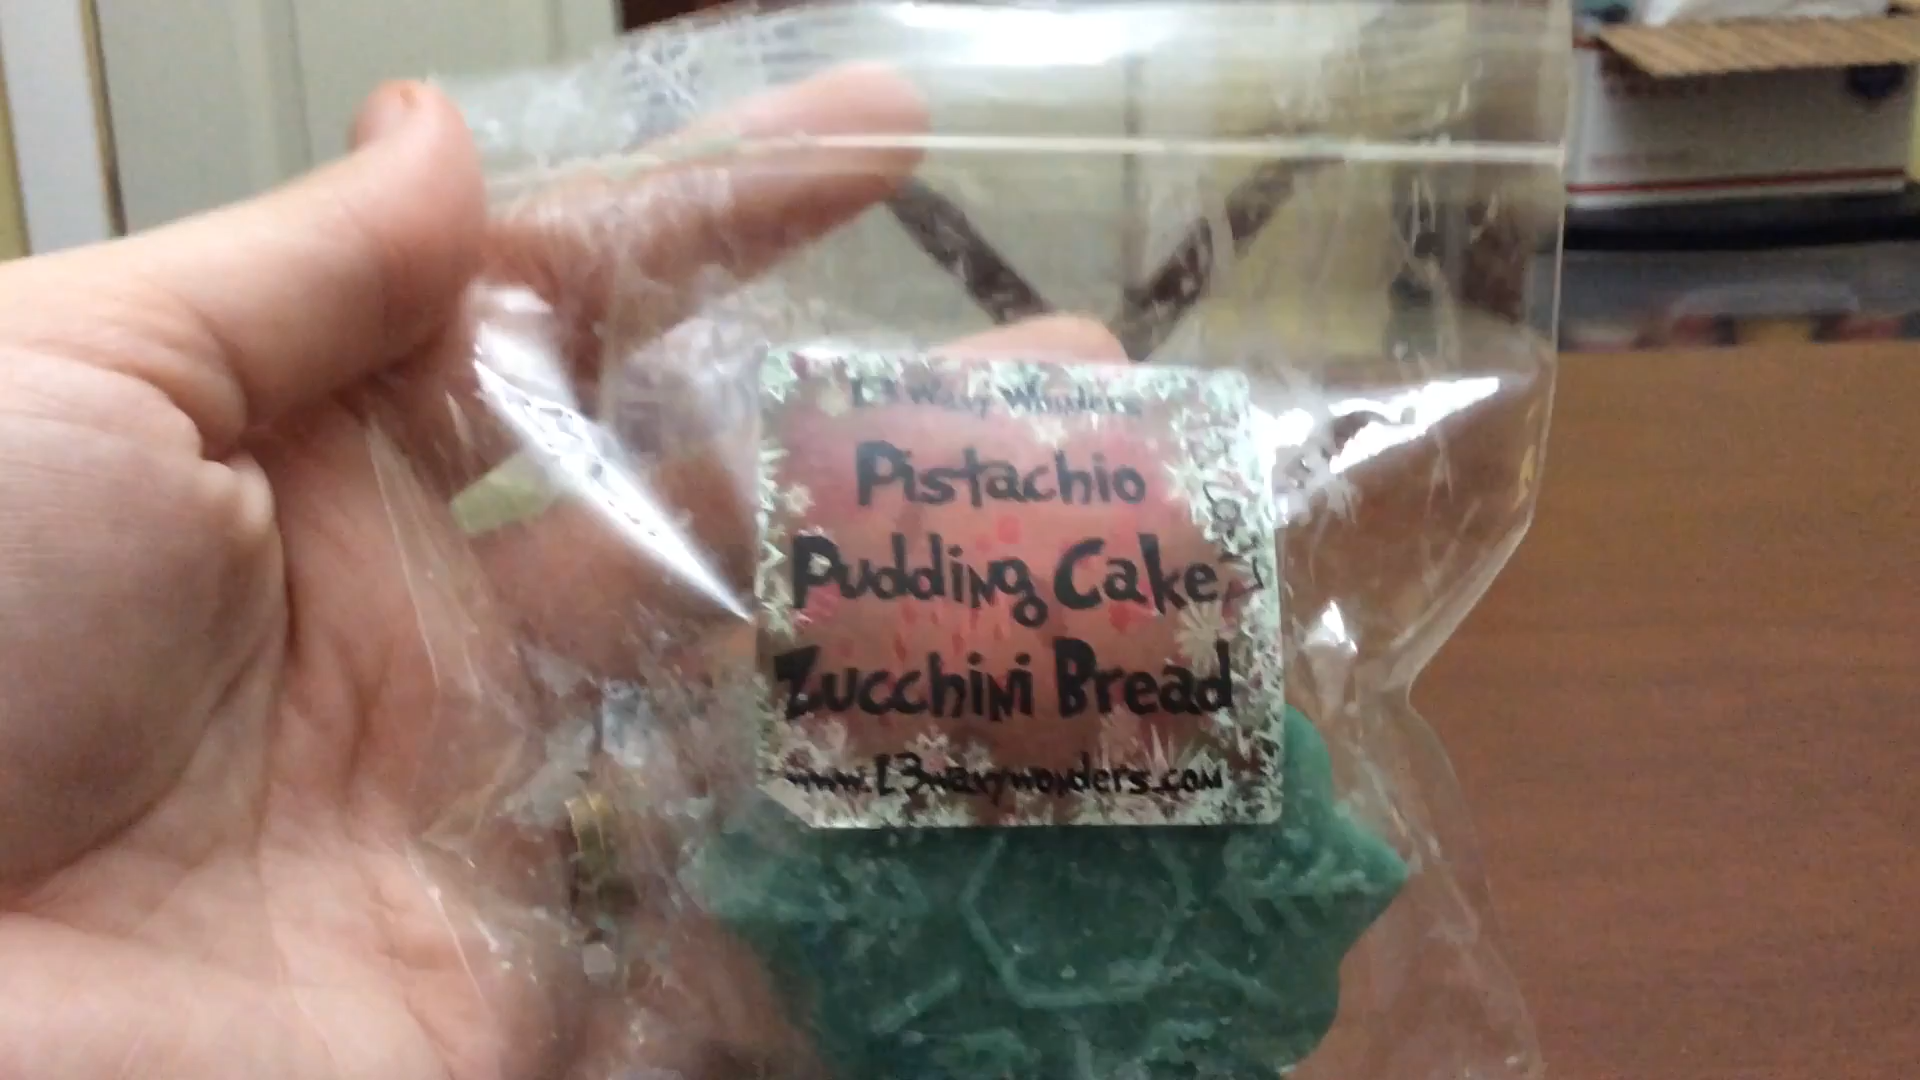 L3 Waxy Wonders
Pistachio
Pudding Cake,
Zucchini Bread
www.L3waxywonders.com